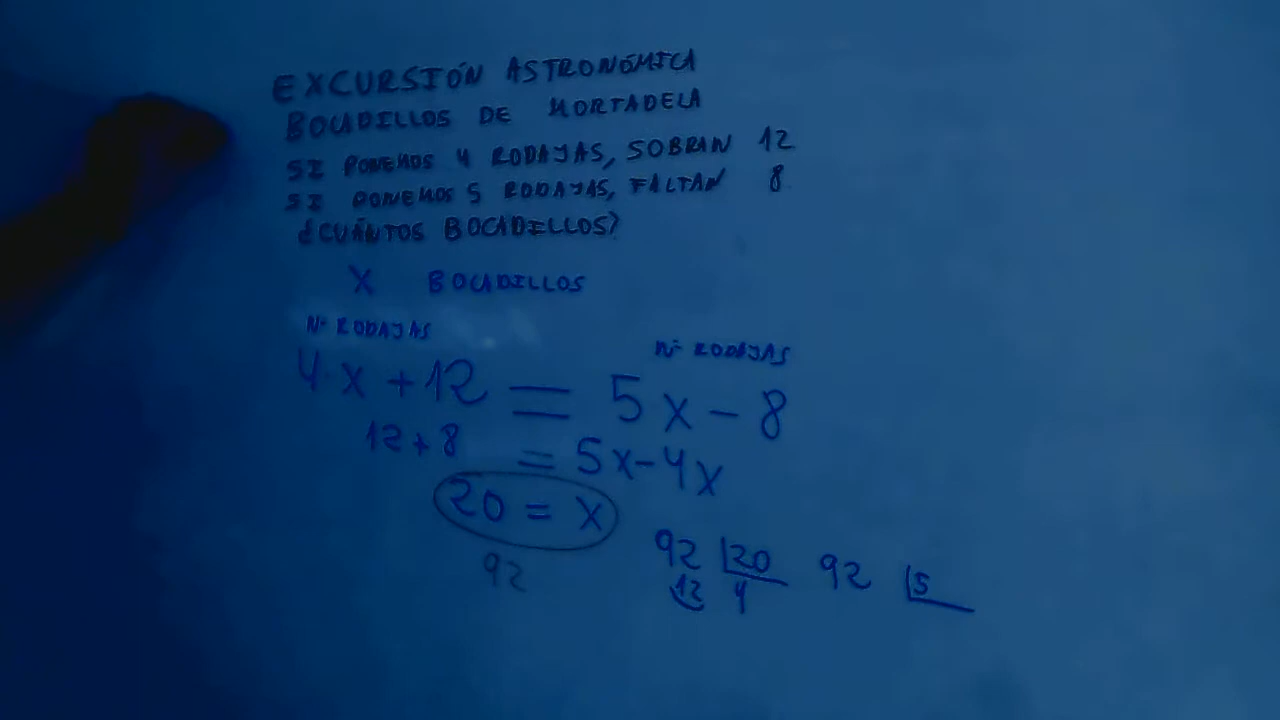 EXCURSIÓN ASTRONÓMICA
BOCADILLOS DE MORTADELA
SI PONEMOS 4 RODAJAS, SOBRAN 12
SI PONEMOS 5 RODAJAS, FALTAN 8
¿CUÁNTOS BOCADILLOS?
X BOCADILLOS
Nº RODAJAS
Nº RODAJAS
4x + 12 = 5x - 8
12 + 8 = 5x - 4x
20 = x
92
92 20
12 4
92 5